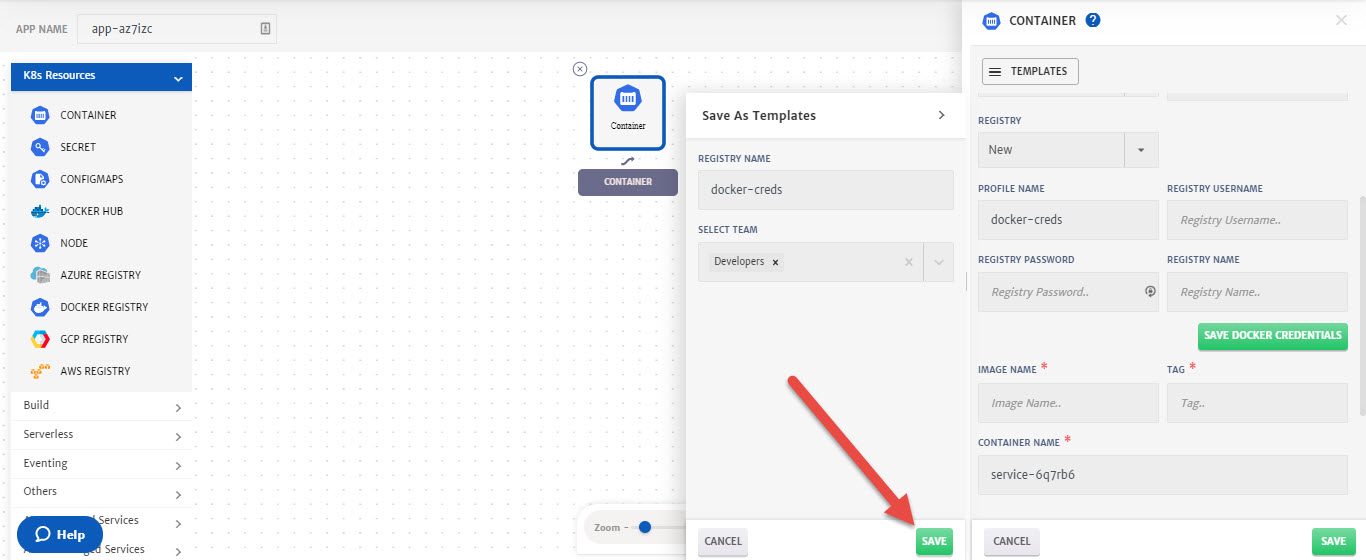 APP NAME
app-az7izc
K8s Resources
CONTAINER
SECRET
CONFIGMAPS
DOCKER HUB
NODE
AZURE REGISTRY
DOCKER REGISTRY
GCP REGISTRY
AWS REGISTRY
Build
Serverless
Eventing
Others
Services
ged Services
Help
Container
CONTAINER
Zoom -
Save As Templates
REGISTRY NAME
docker-creds
SELECT TEAM
Developers ×
CANCEL
SAVE
CONTAINER ?
TEMPLATES
REGISTRY
New
PROFILE NAME
REGISTRY USERNAME
docker-creds
Registry Username..
REGISTRY PASSWORD
REGISTRY NAME
Registry Password..
Registry Name..
SAVE DOCKER CREDENTIALS
IMAGE NAME *
TAG *
Image Name..
Tag..
CONTAINER NAME *
service-6q7rb6
CANCEL
SAVE